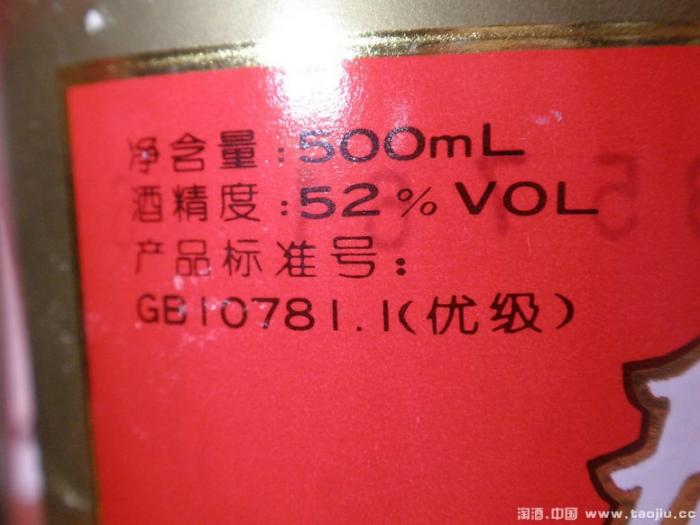 净含量:500mL
酒精度:52%VOL
产品标准号:
GB10781.1(优级)
淘酒.中国 www.taojiu.cc